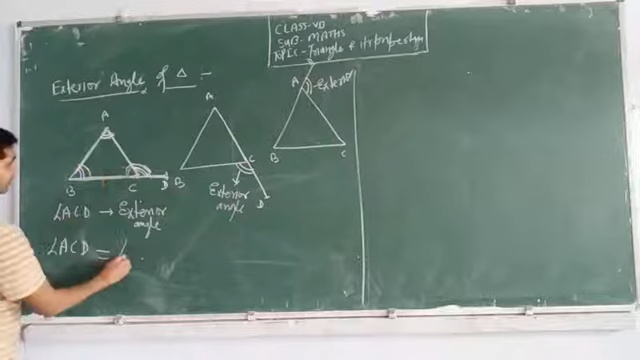 CLASS-VII
SUB-MATHS
TOPIC-Triangle & its properties
Exterior Angle of Δ :-
A
B
C
D
A
B
C
D
Exterior
angle
A
Exterior
B
C
∠ACD → Exterior
angle
∠ACD = ∠